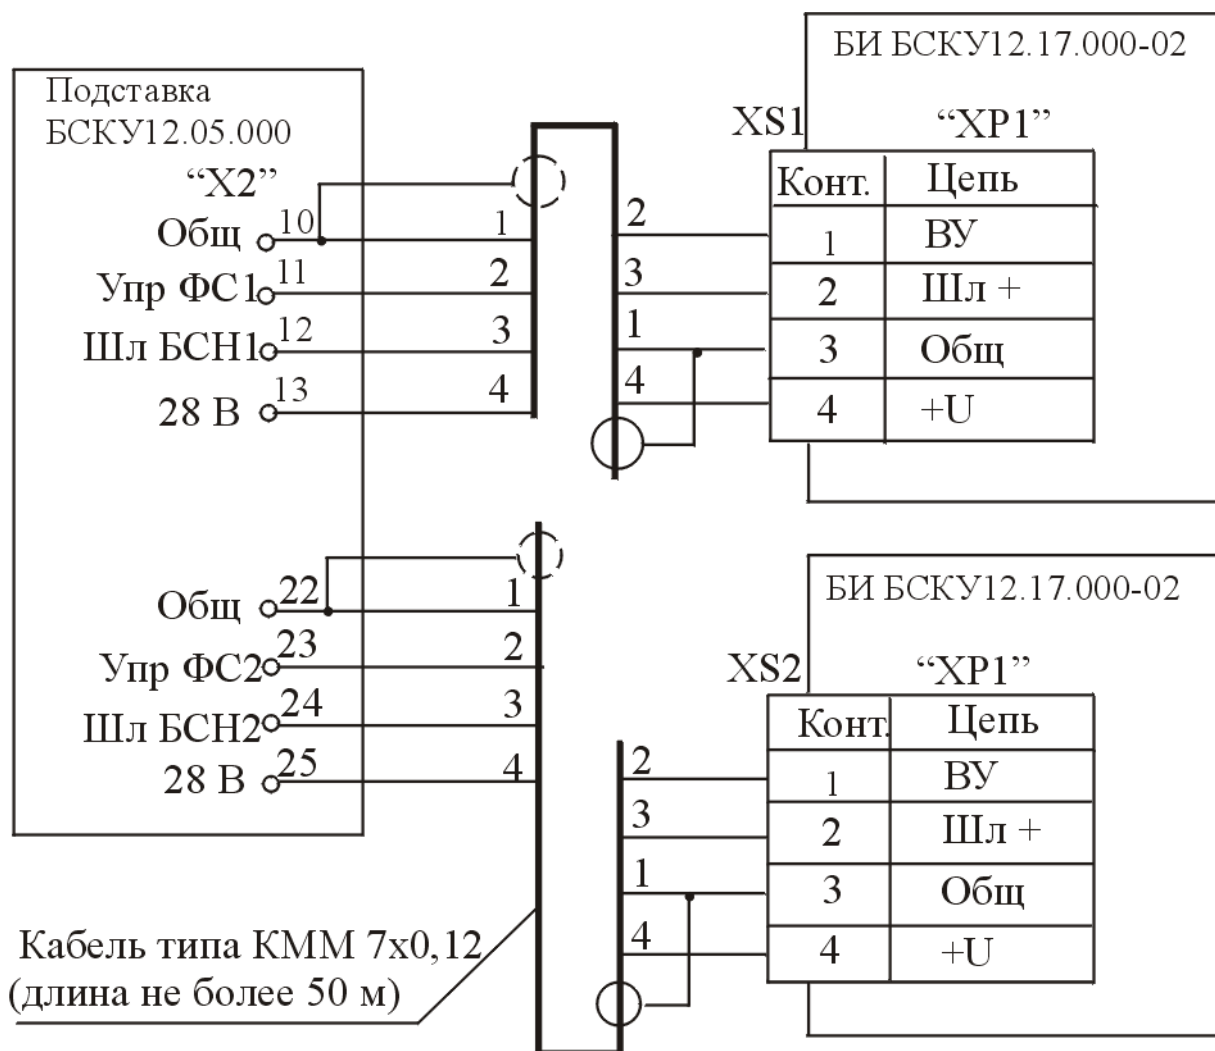 Подставка
БСКУ12.05.000
“Х2”
Общ 10 1
Упр ФС1 11 2
Шл БСН1 12 3
28 В 13 4
БИ БСКУ12.17.000-02
XS1 “ХР1”
Конт. Цепь
2 1 ВУ
3 2 Шл +
1 3 Общ
4 4 +U
Общ 22 1
Упр ФС2 23 2
Шл БСН2 24 3
28 В 25 4
БИ БСКУ12.17.000-02
XS2 “ХР1”
Конт. Цепь
2 1 ВУ
3 2 Шл +
1 3 Общ
4 4 +U
Кабель типа КММ 7х0,12
(длина не более 50 м)